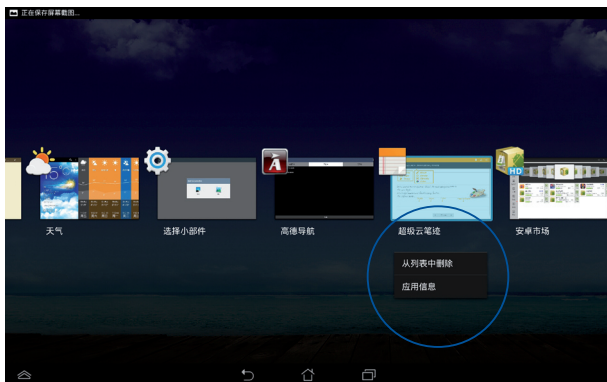 正在保存屏幕截图...
HD
天气
选择小部件
高德导航
超级云笔迹
安卓市场
从列表中删除
应用信息